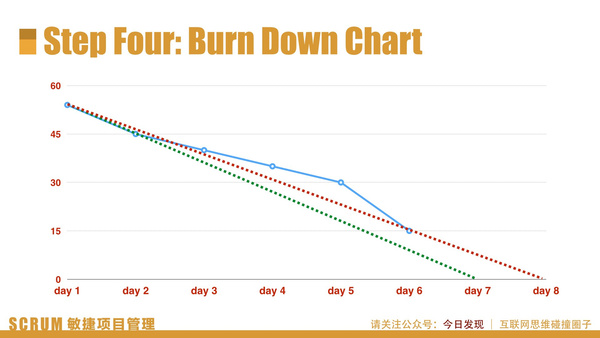 Step Four: Burn Down Chart
60
45
30
15
0
day 1 day 2 day 3 day 4 day 5 day 6 day 7 day 8
SCRUM 敏捷项目管理
请关注公众号：今日发现 | 互联网思维碰撞圈子